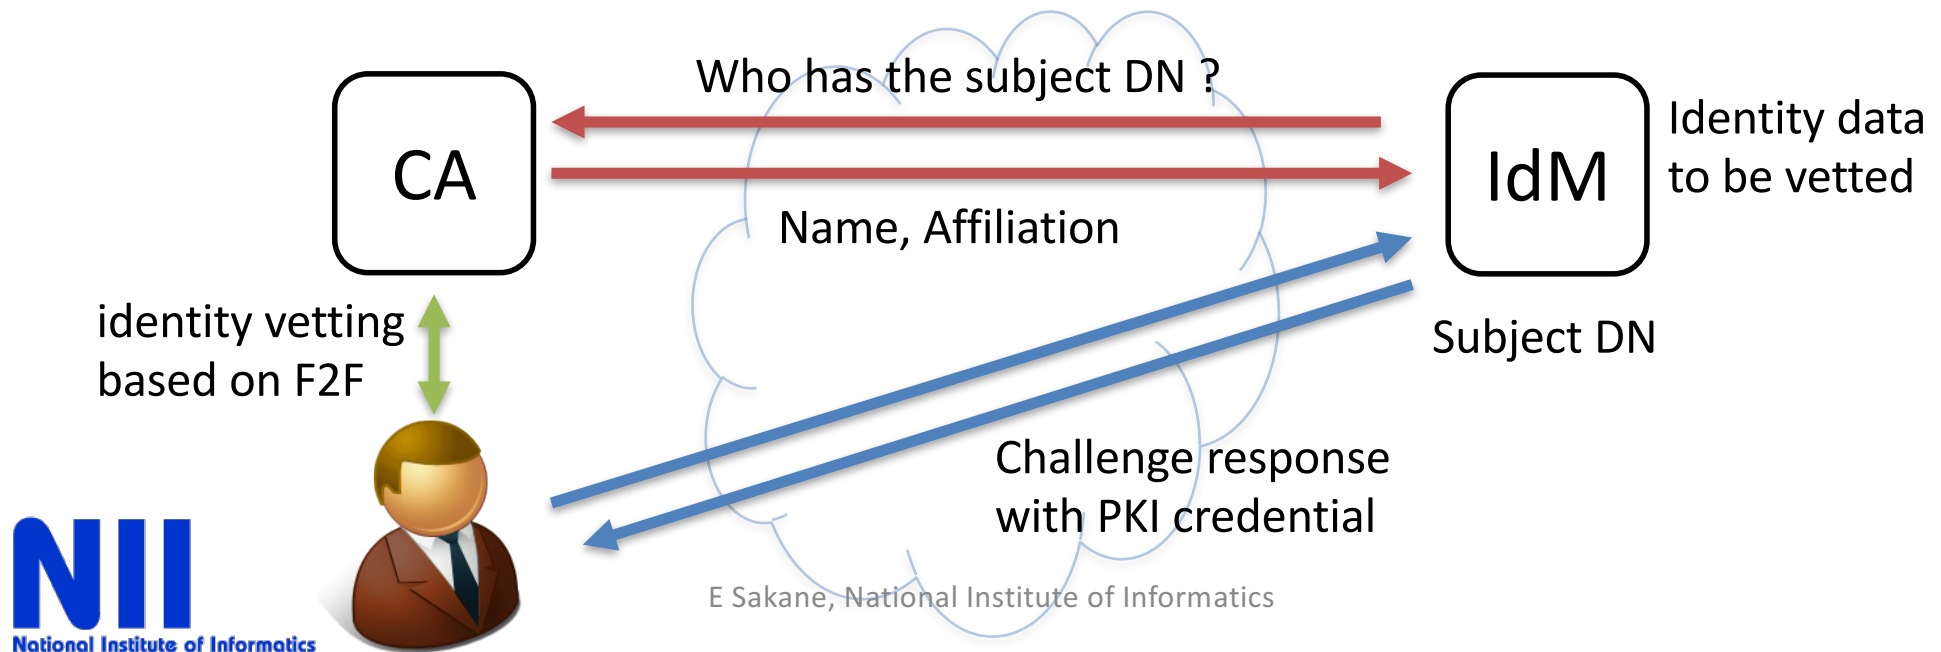 Who has the subject DN ?
CA
IdM
Identity data
to be vetted
Name, Affiliation
identity vetting
based on F2F
Subject DN
Challenge response
with PKI credential
NII
National Institute of Informatics
E Sakane, National Institute of Informatics